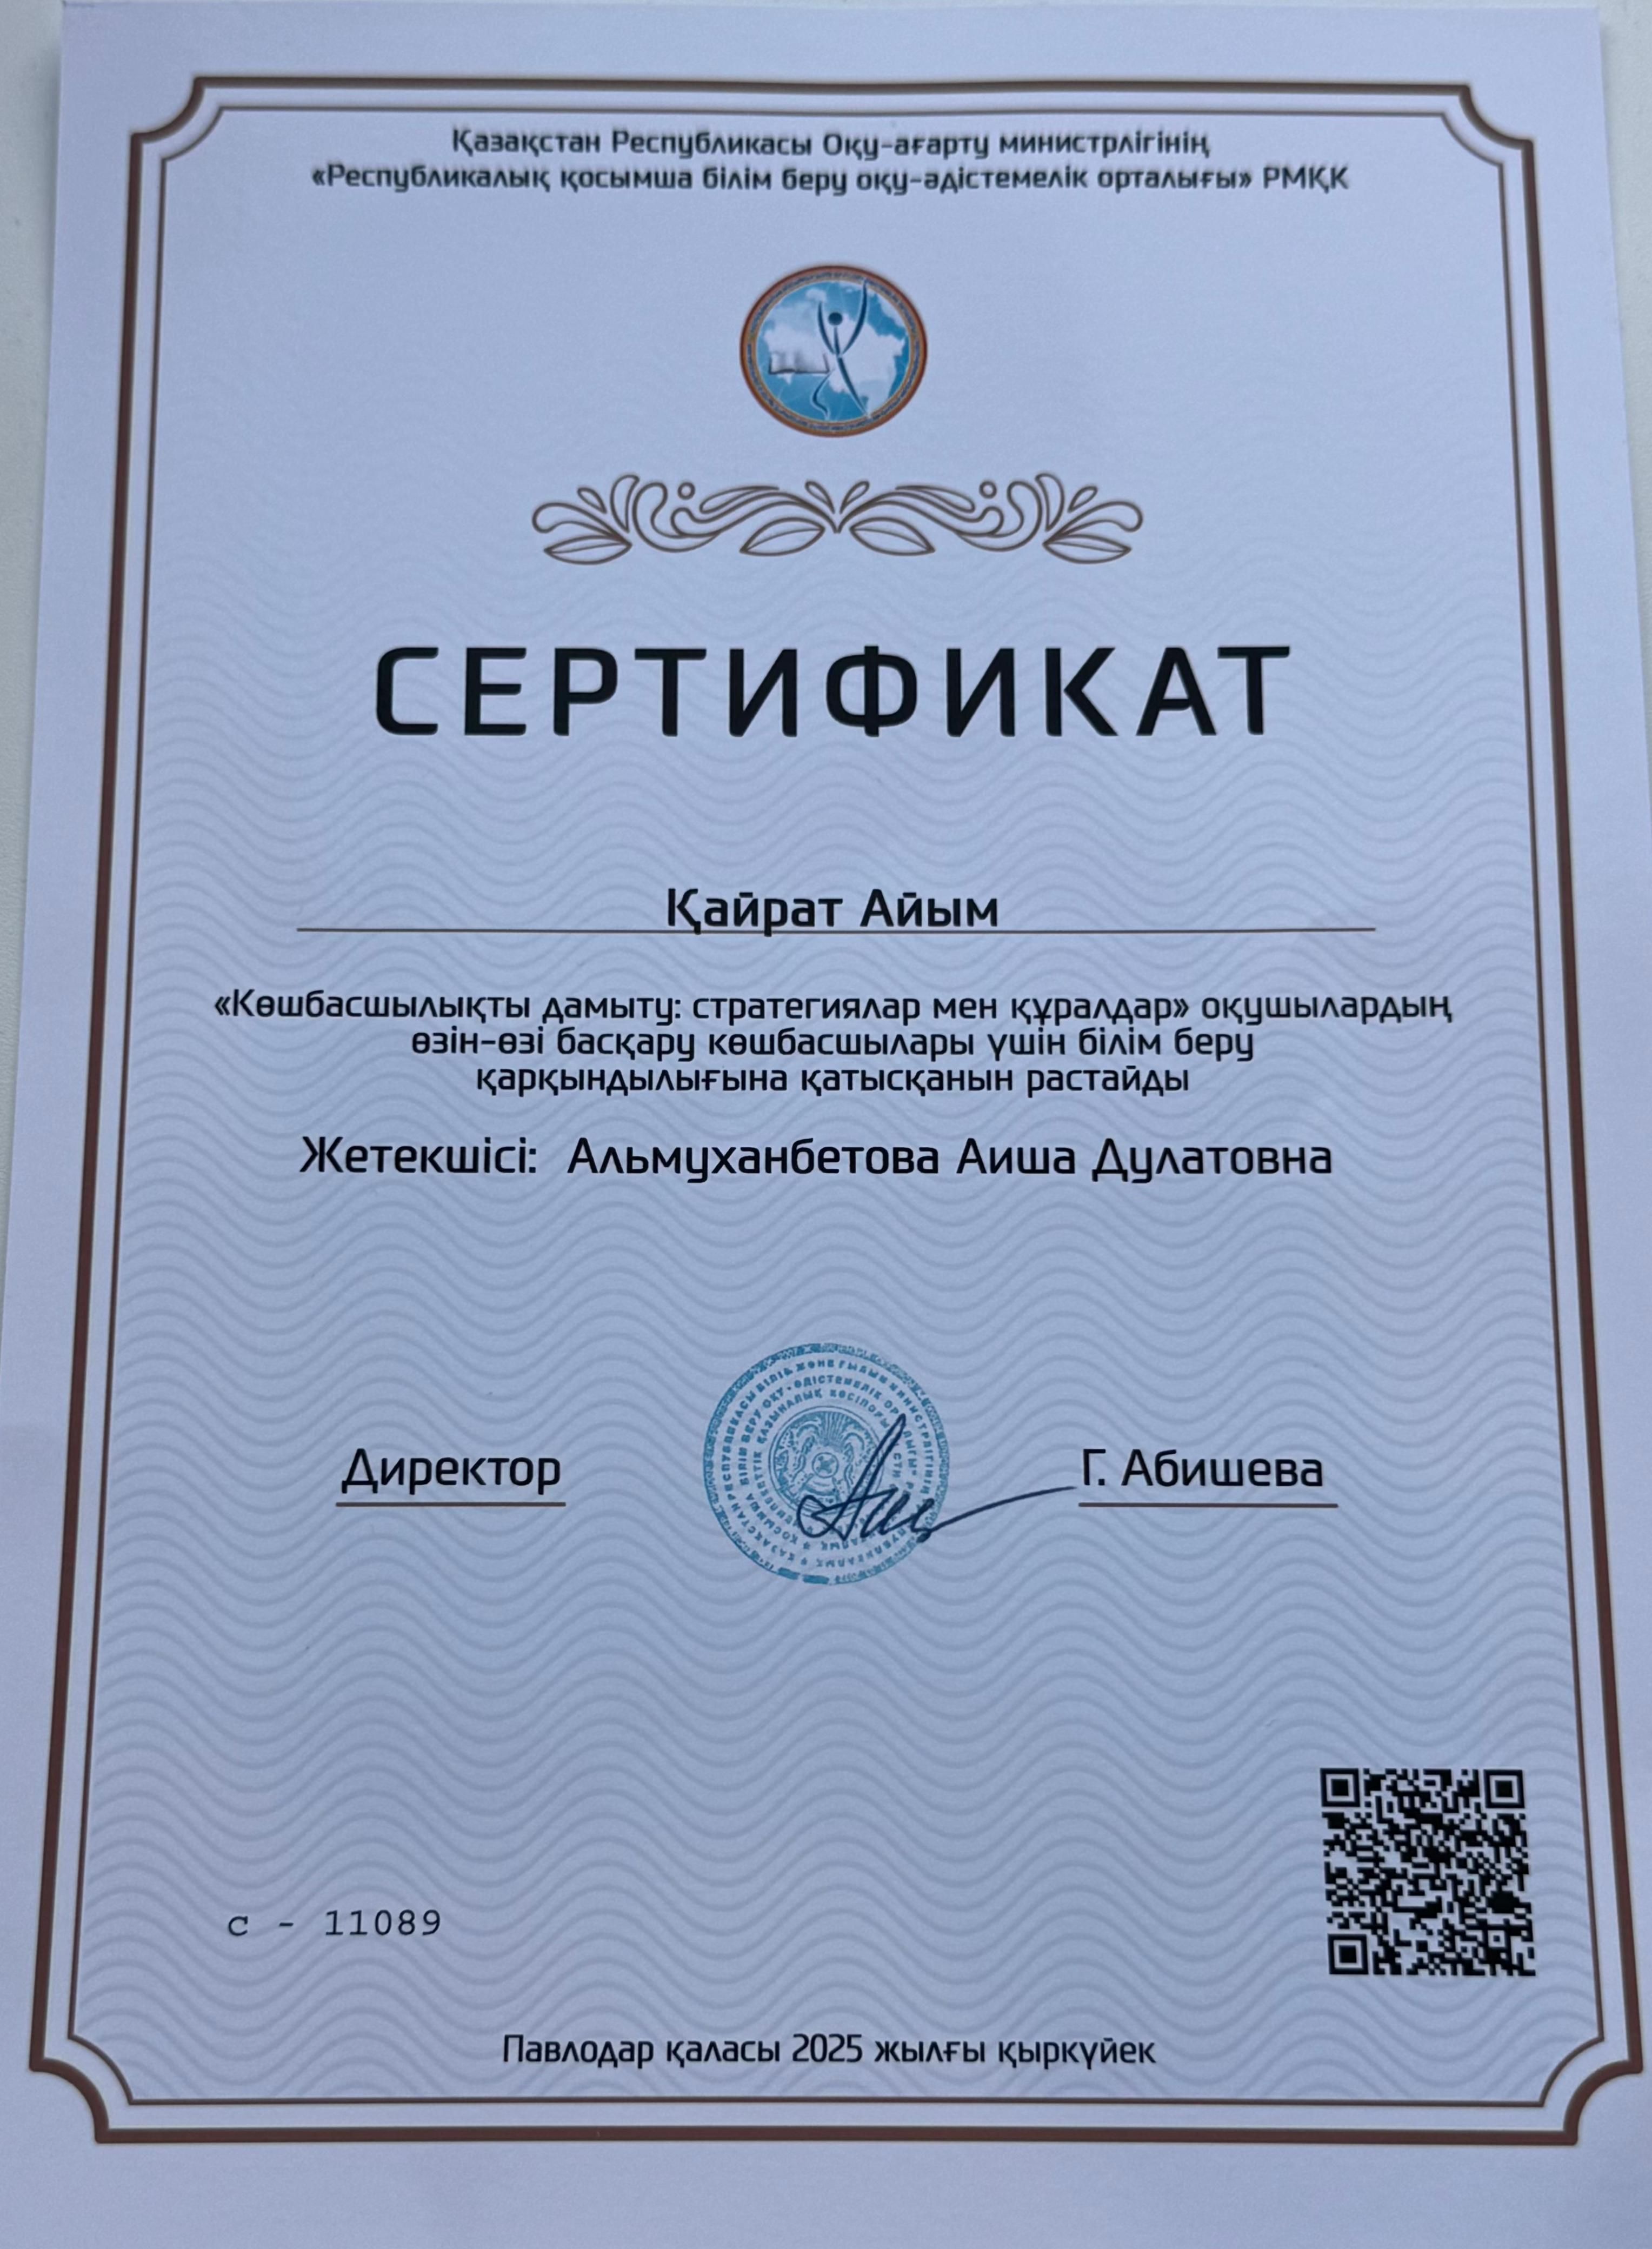 Қазақстан Республикасы Оқу-ағарту министрлігінің
«Республикалық қосымша білім беру оқу-әдістемелік орталығы» РМҚК
СЕРТИФИКАТ
Қайрат Айым
«Көшбасшылықты дамыту: стратегиялар мен құралдар» оқушылардың
өзін-өзі басқару көшбасшылары үшін білім беру
қарқындылығына қатысқанын растайды
Жетекшісі: Альмуханбетова Аиша Дулатовна
Директор
Г. Абишева
с - 11089
Павлодар қаласы 2025 жылғы қыркүйек